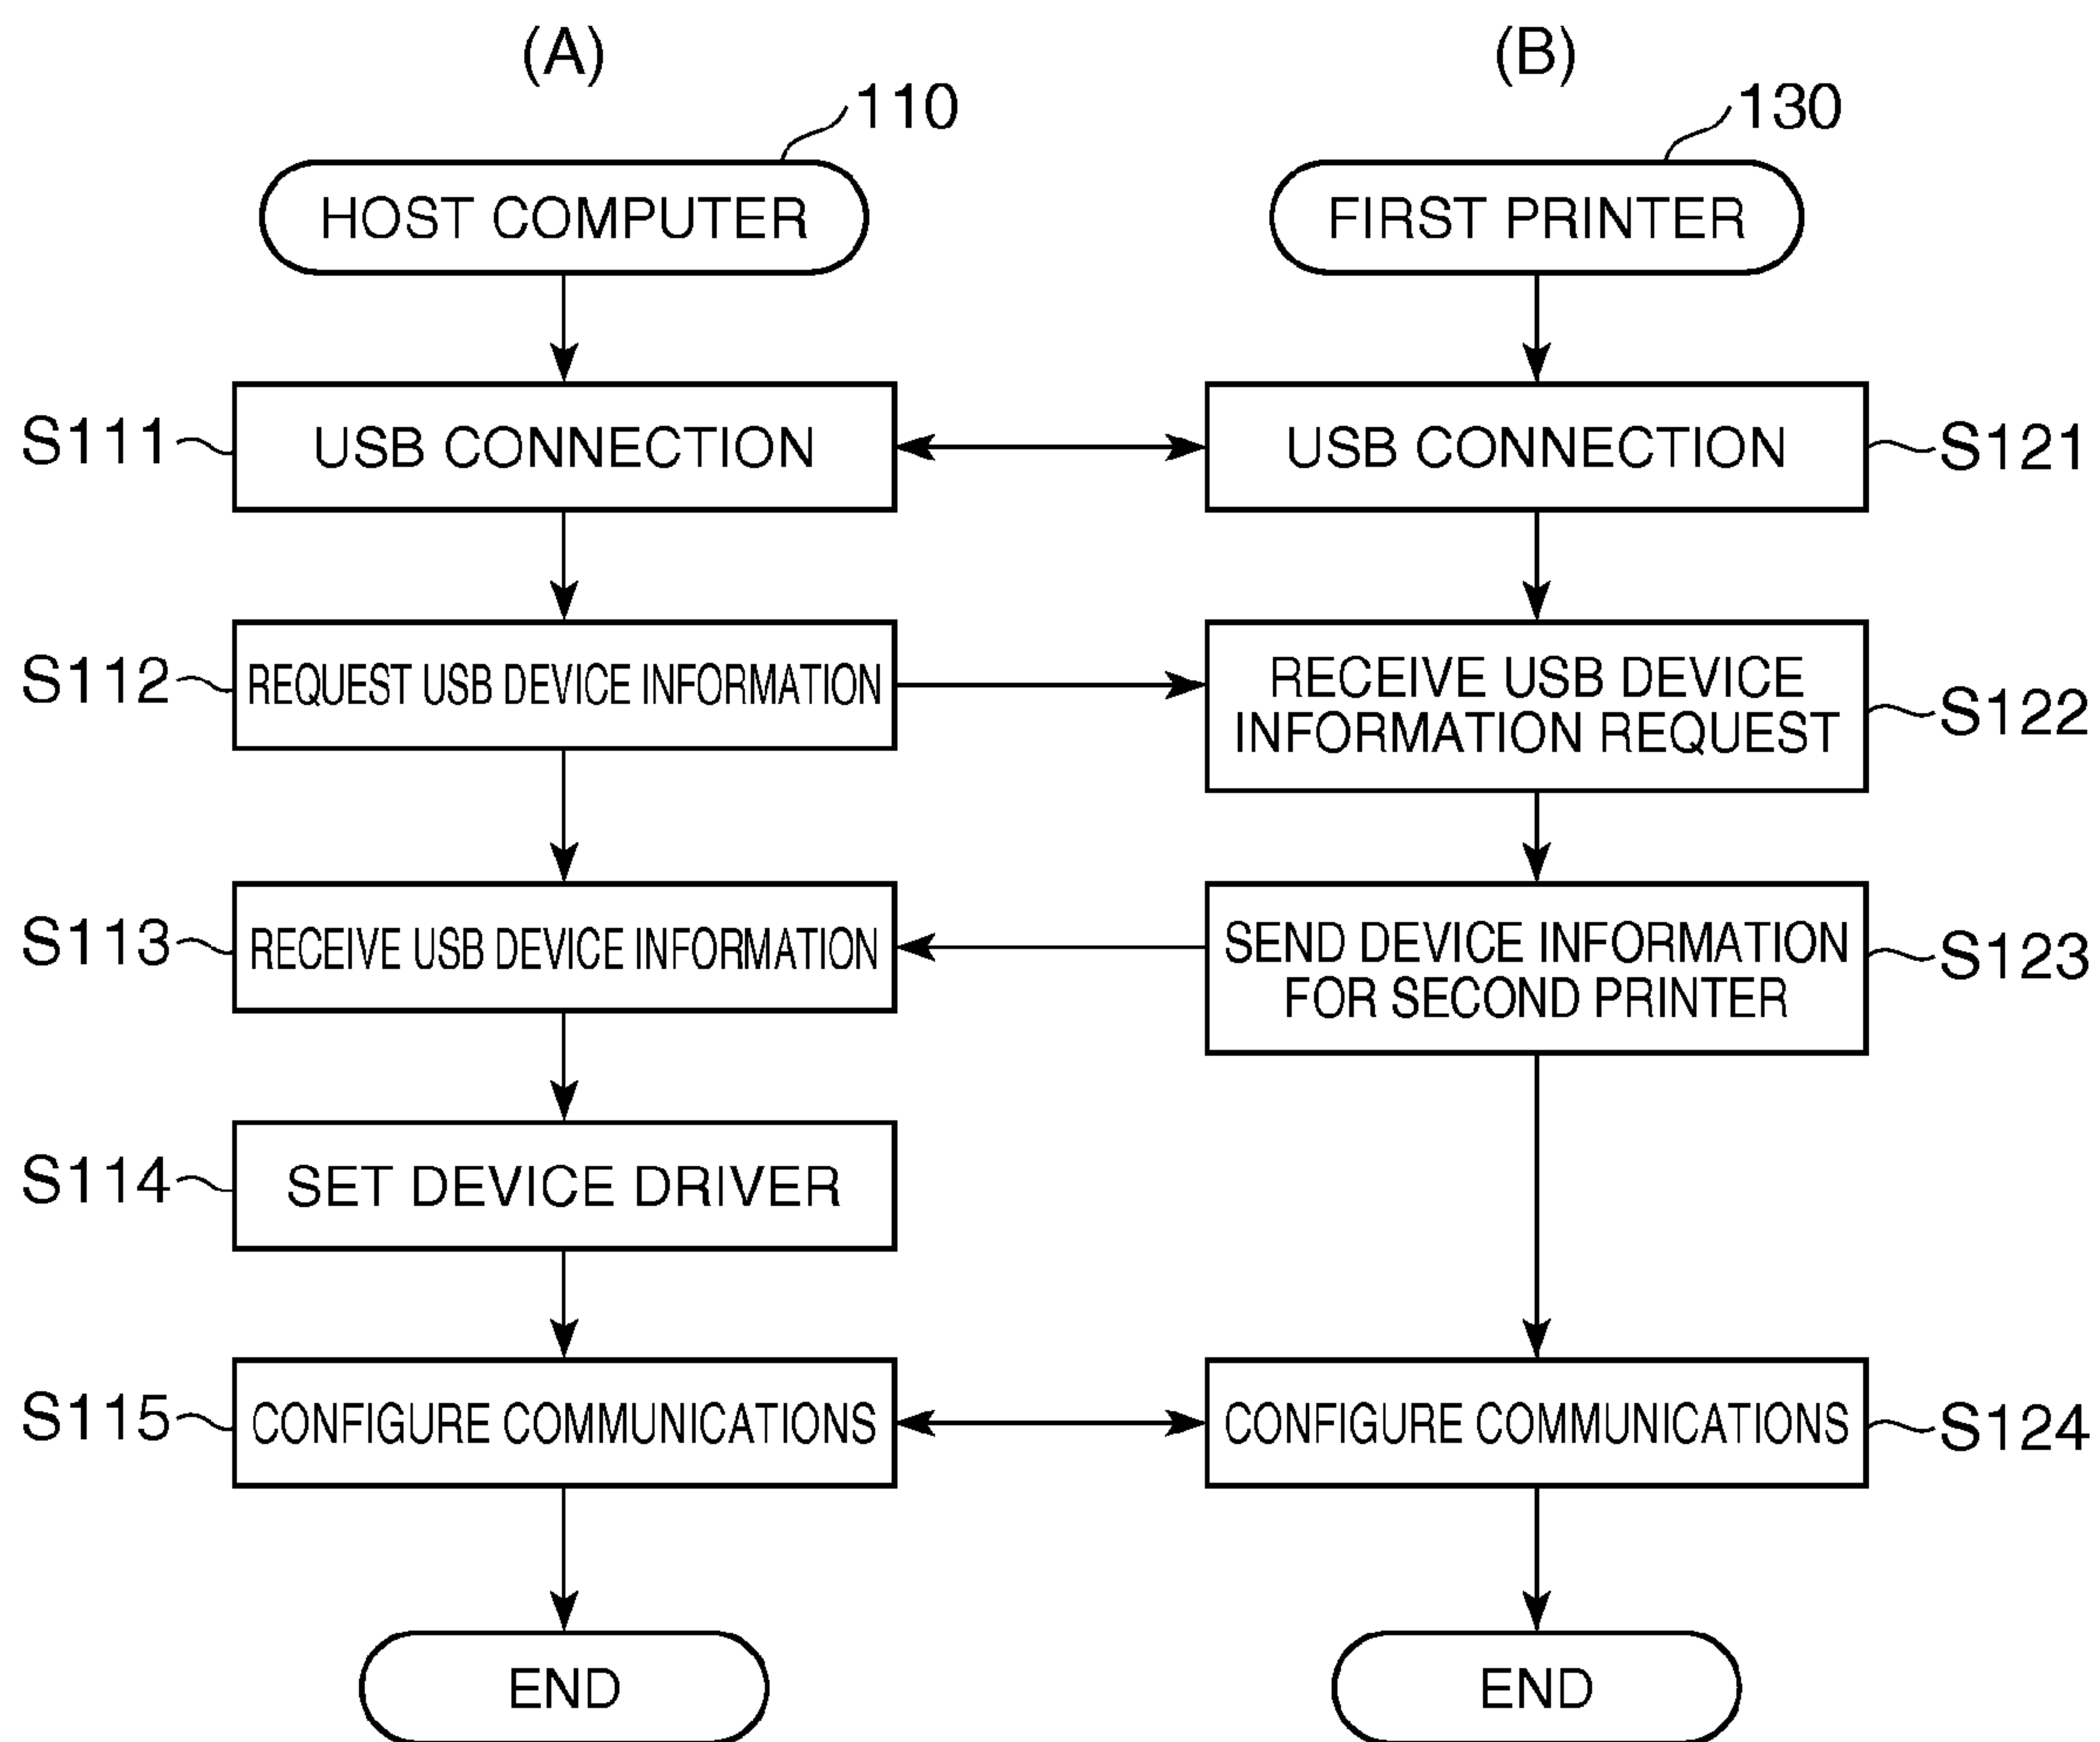 (A)
(B)
110
130
HOST COMPUTER
FIRST PRINTER
S111
USB CONNECTION
USB CONNECTION
S121
S112
REQUEST USB DEVICE INFORMATION
RECEIVE USB DEVICE
INFORMATION REQUEST
S122
S113
RECEIVE USB DEVICE INFORMATION
SEND DEVICE INFORMATION
FOR SECOND PRINTER
S123
S114
SET DEVICE DRIVER
S115
CONFIGURE COMMUNICATIONS
CONFIGURE COMMUNICATIONS
S124
END
END